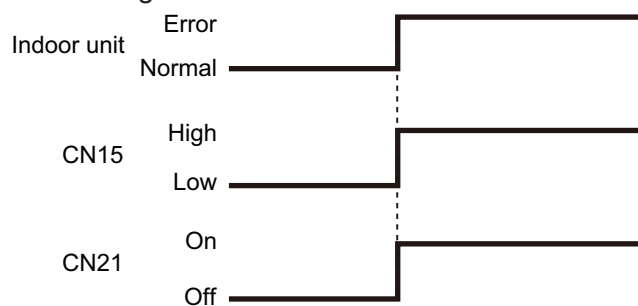 Error
Indoor unit
Normal
High
CN15
Low
On
CN21
Off